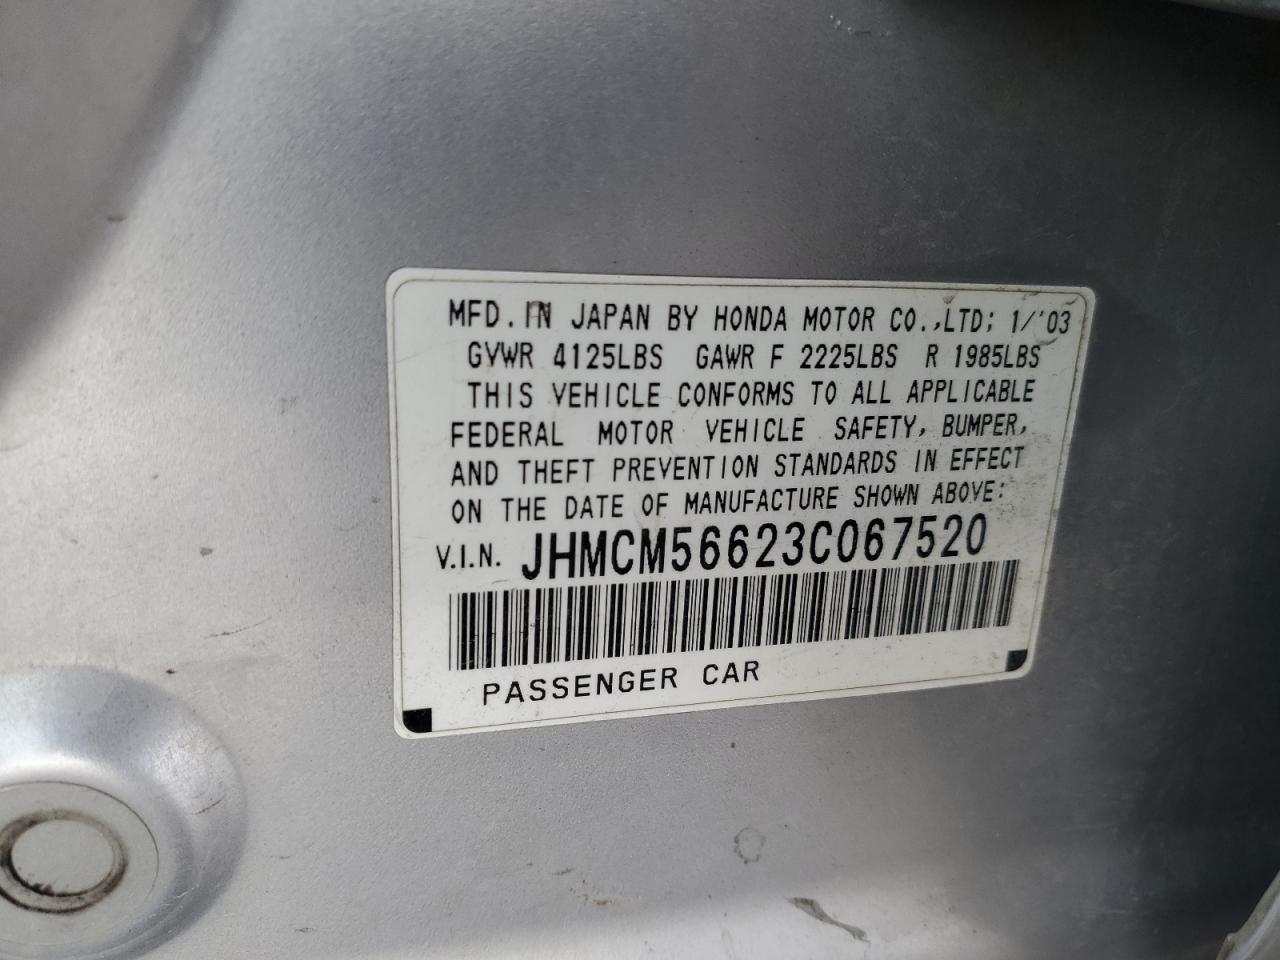 MFD. IN JAPAN BY HONDA MOTOR CO.,LTD; 1/'03
GVWR 4125LBS GAWR F 2225LBS R 1985LBS
THIS VEHICLE CONFORMS TO ALL APPLICABLE
FEDERAL MOTOR VEHICLE SAFETY, BUMPER,
AND THEFT PREVENTION STANDARDS IN EFFECT
ON THE DATE OF MANUFACTURE SHOWN ABOVE:
V.I.N. JHMCM56623C067520
PASSENGER CAR